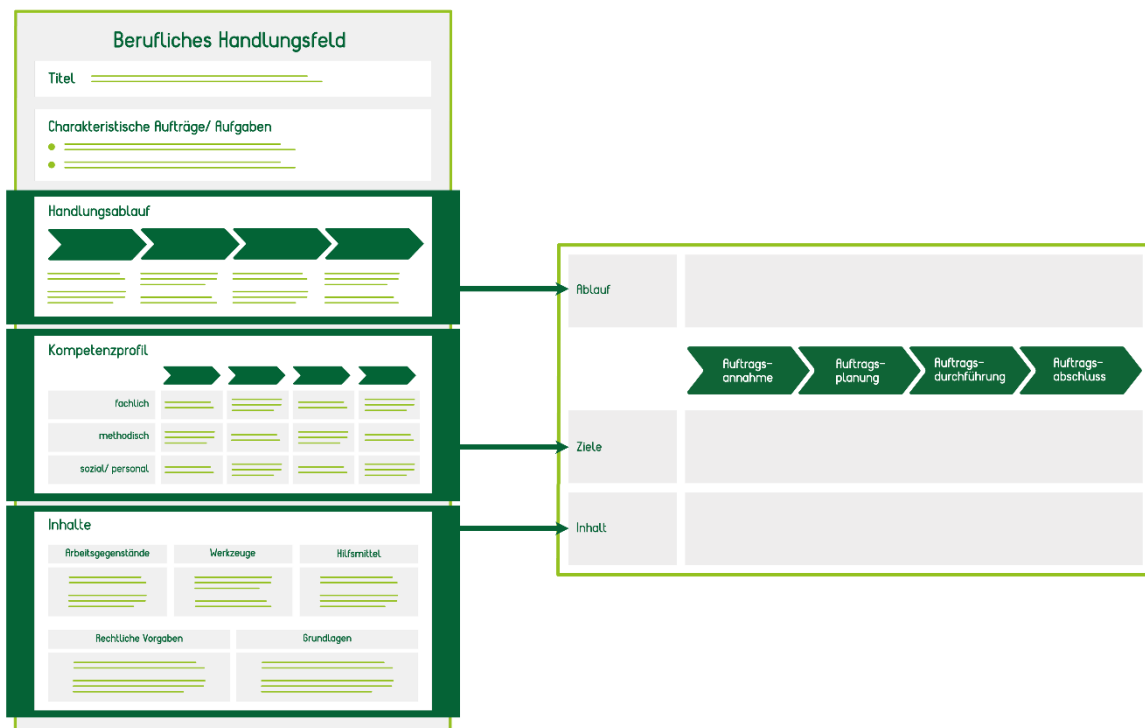 Berufliches Handlungsfeld
Titel
Charakteristische Aufträge/ Aufgaben
Handlungsablauf
Kompetenzprofil
fachlich
methodisch
sozial/ personal
Inhalte
Arbeitsgegenstände
Werkzeuge
Hilfsmittel
Rechtliche Vorgaben
Grundlagen
Ablauf
Auftrags-
annahme
Auftrags-
planung
Auftrags-
durchführung
Auftrags-
abschluss
Ziele
Inhalt